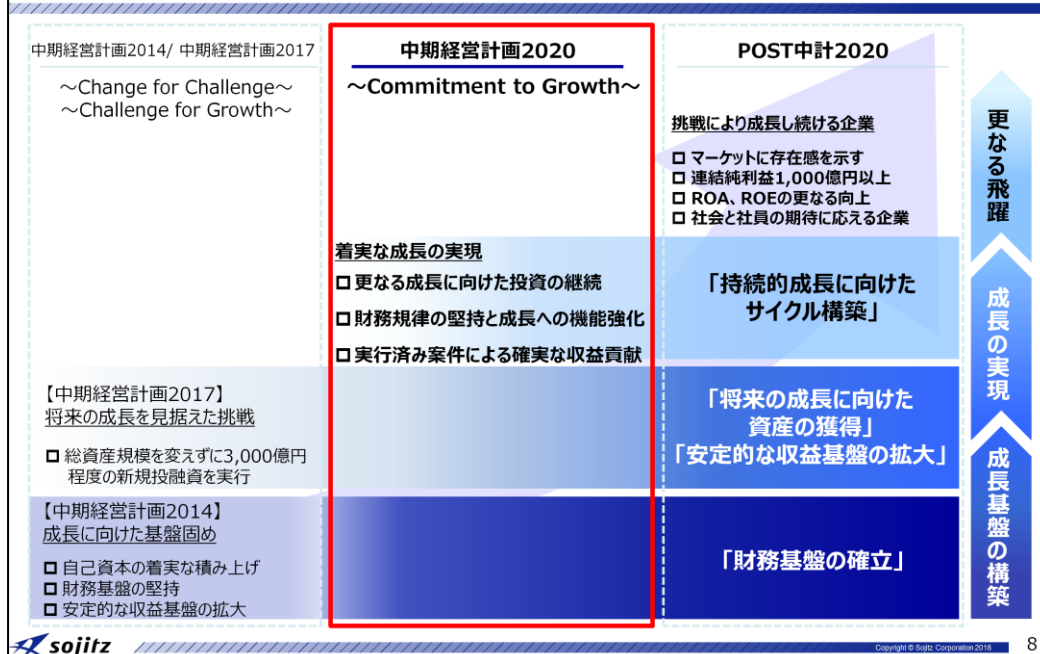 中期経営計画2014/ 中期経営計画2017
～Change for Challenge～
～Challenge for Growth～
中期経営計画2020
～Commitment to Growth～
POST中計2020
挑戦により成長し続ける企業
マーケットに存在感を示す
連結純利益1,000億円以上
ROA、ROEの更なる向上
社会と社員の期待に応える企業
着実な成長の実現
更なる成長に向けた投資の継続
財務規律の堅持と成長への機能強化
実行済み案件による確実な収益貢献
「持続的成長に向けた
サイクル構築」
【中期経営計画2017】
将来の成長を見据えた挑戦
総資産規模を変えずに3,000億円
程度の新規投融資を実行
「将来の成長に向けた
資産の獲得」
「安定的な収益基盤の拡大」
【中期経営計画2014】
成長に向けた基盤固め
自己資本の着実な積み上げ
財務基盤の堅持
安定的な収益基盤の拡大
「財務基盤の確立」
更なる飛躍
成長の実現
成長基盤の構築
sojitz
Copyright © Sojitz Corporation 2018
8